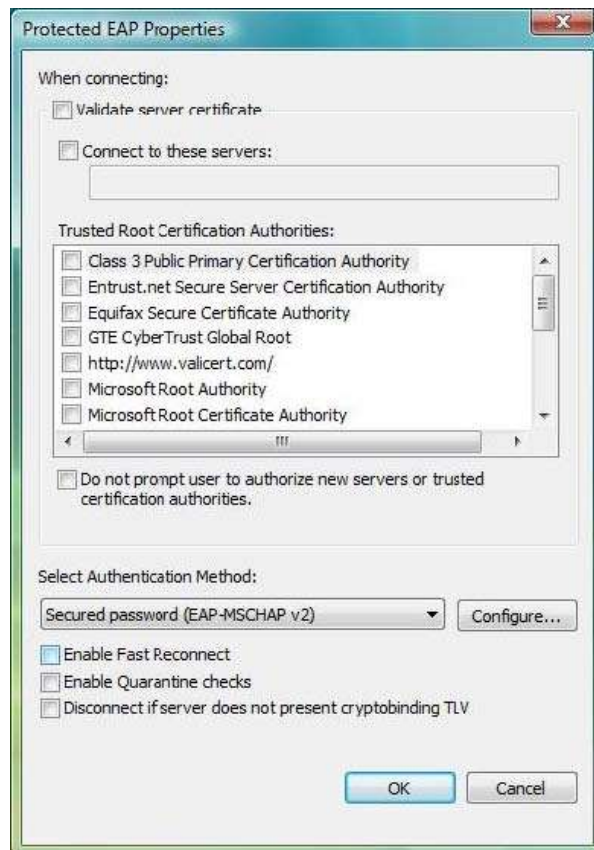 Protected EAP Properties
When connecting:
Validate server certificate
Connect to these servers:
Trusted Root Certification Authorities:
Class 3 Public Primary Certification Authority
Entrust.net Secure Server Certification Authority
Equifax Secure Certificate Authority
GTE CyberTrust Global Root
http://www.valicert.com/
Microsoft Root Authority
Microsoft Root Certificate Authority
Do not prompt user to authorize new servers or trusted
certification authorities.
Select Authentication Method:
Secured password (EAP-MSCHAP v2)
Configure...
Enable Fast Reconnect
Enable Quarantine checks
Disconnect if server does not present cryptobinding TLV
OK
Cancel